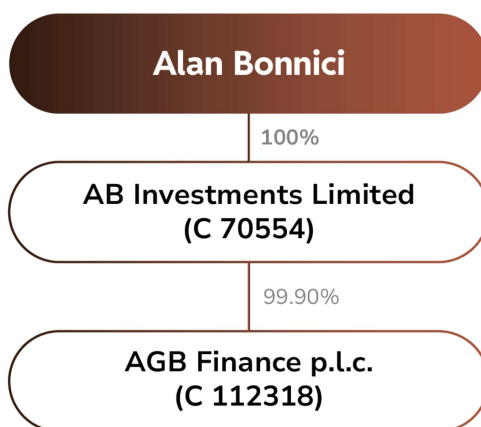 Alan Bonnici
100%
AB Investments Limited
(C 70554)
99.90%
AGB Finance p.l.c.
(C 112318)